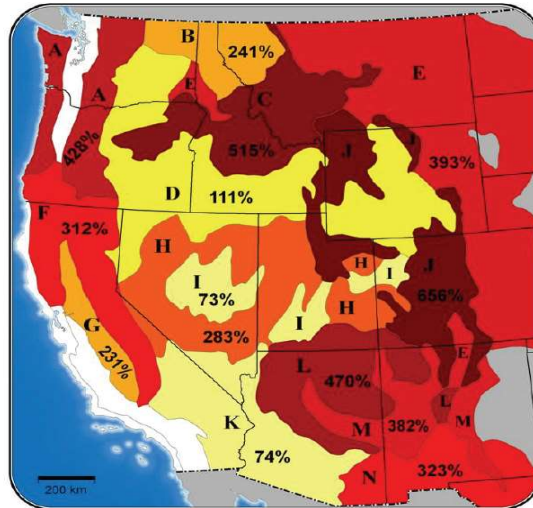 A
B
241%
A
E
C
E
428%
515%
J
J
393%
D
111%
F
312%
H
H
I
J
I
73%
H
656%
G
231%
283%
I
E
L
470%
L
K
M
382%
M
74%
N
323%
200 km